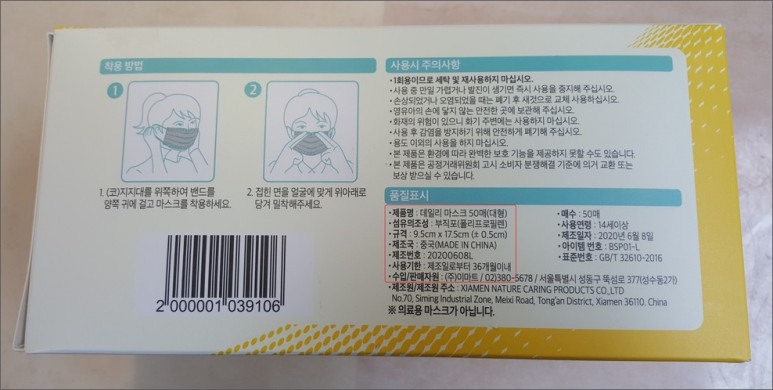 착용 방법
1
2
1. (코)지지대를 위쪽하여 밴드를
양쪽 귀에 걸고 마스크를 착용하세요.
2. 접힌 면을 얼굴에 맞게 위아래로
당겨 밀착해주세요.
2 000001 039106
사용시 주의사항
• 1회용이므로 세탁 및 재사용하지 마십시오.
• 사용 중 만일 가렵거나 발진이 생기면 즉시 사용을 중지해 주십시오.
• 손상되었거나 오염되었을 때는 폐기 후 새것으로 교체 사용하십시오.
• 영유아의 손에 닿지 않는 안전한 곳에 보관해 주십시오.
• 화재의 위험이 있으니 화기 주변에는 사용하지 마십시오.
• 사용 후 감염을 방지하기 위해 안전하게 폐기해 주십시오.
• 용도 이외의 사용을 하지 마십시오.
• 본 제품은 환경에 따라 완벽한 보호 기능을 제공하지 못할 수도 있습니다.
• 본 제품은 공정거래위원회 고시 소비자 분쟁해결 기준에 의거 교환 또는
보상 받으실 수 있습니다.
품질표시
• 제품명 : 데일리 마스크 50매(대형)
• 섬유의조성 : 부직포(폴리프로필렌)
• 규격 : 9.5cm x 17.5cm (± 0.5cm)
• 제조국 : 중국(MADE IN CHINA)
• 제조번호 : 20200608L
• 사용기한 : 제조일로부터 36개월이내
• 매수 : 50매
• 사용연령 : 14세이상
• 제조일자 : 2020년 6월 8일
• 아이템 번호 : BSP01-L
• 표준번호 : GB/T 32610-2016
• 수입/판매자원 : (주)이마트 / 02)380-5678 / 서울특별시 성동구 뚝섬로 377(성수동2가)
• 제조원/제조원 주소 : XIAMEN NATURE CARING PRODUCTS CO.,LTD
No.70, Siming Industrial Zone, Meixi Road, Tong'an District, Xiamen 36110. China
※ 의료용 마스크가 아닙니다.